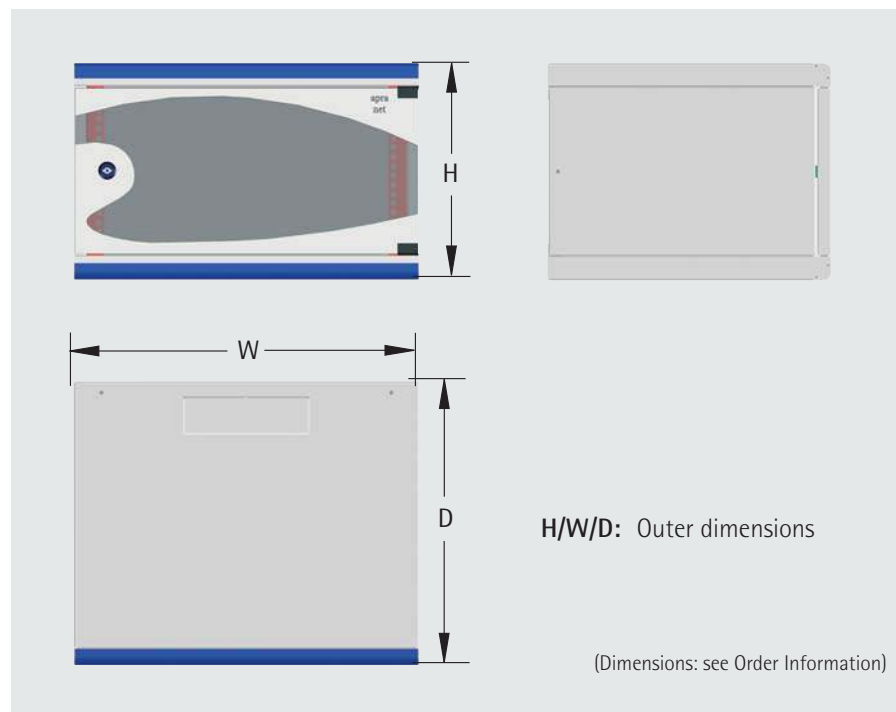 apra
net
H
W
D
H/W/D: Outer dimensions
(Dimensions: see Order Information)